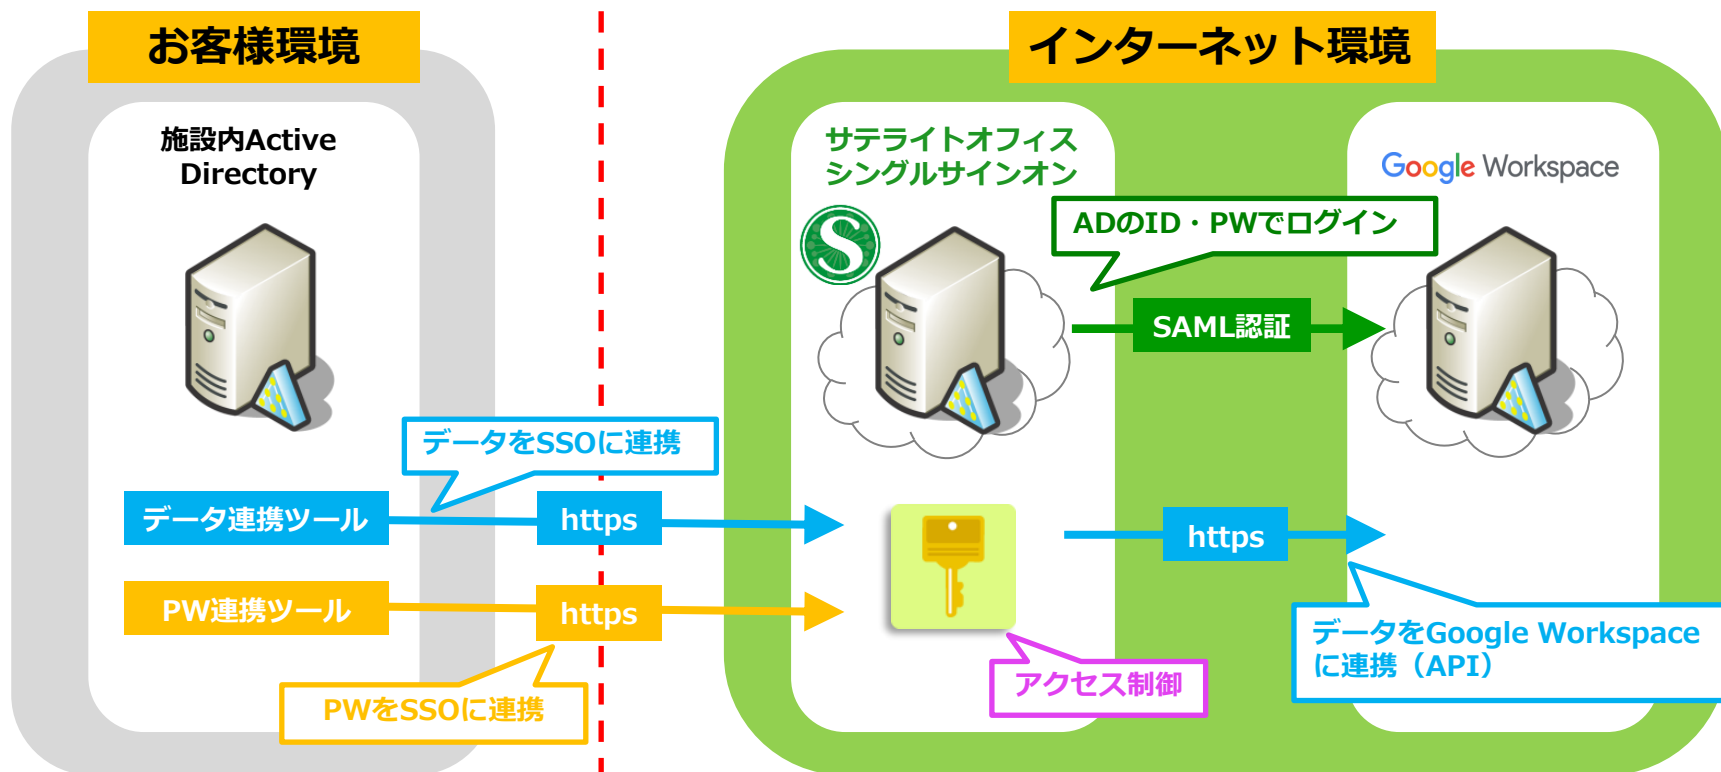 お客様環境
インターネット環境
施設内Active
Directory
サテライトオフィス
シングルサインオン
Google Workspace
S
ADのID・PWでログイン
SAML認証
データをSSOに連携
データ連携ツール
https
https
PW連携ツール
https
PWをSSOに連携
アクセス制御
データをGoogle Workspace
に連携（API）